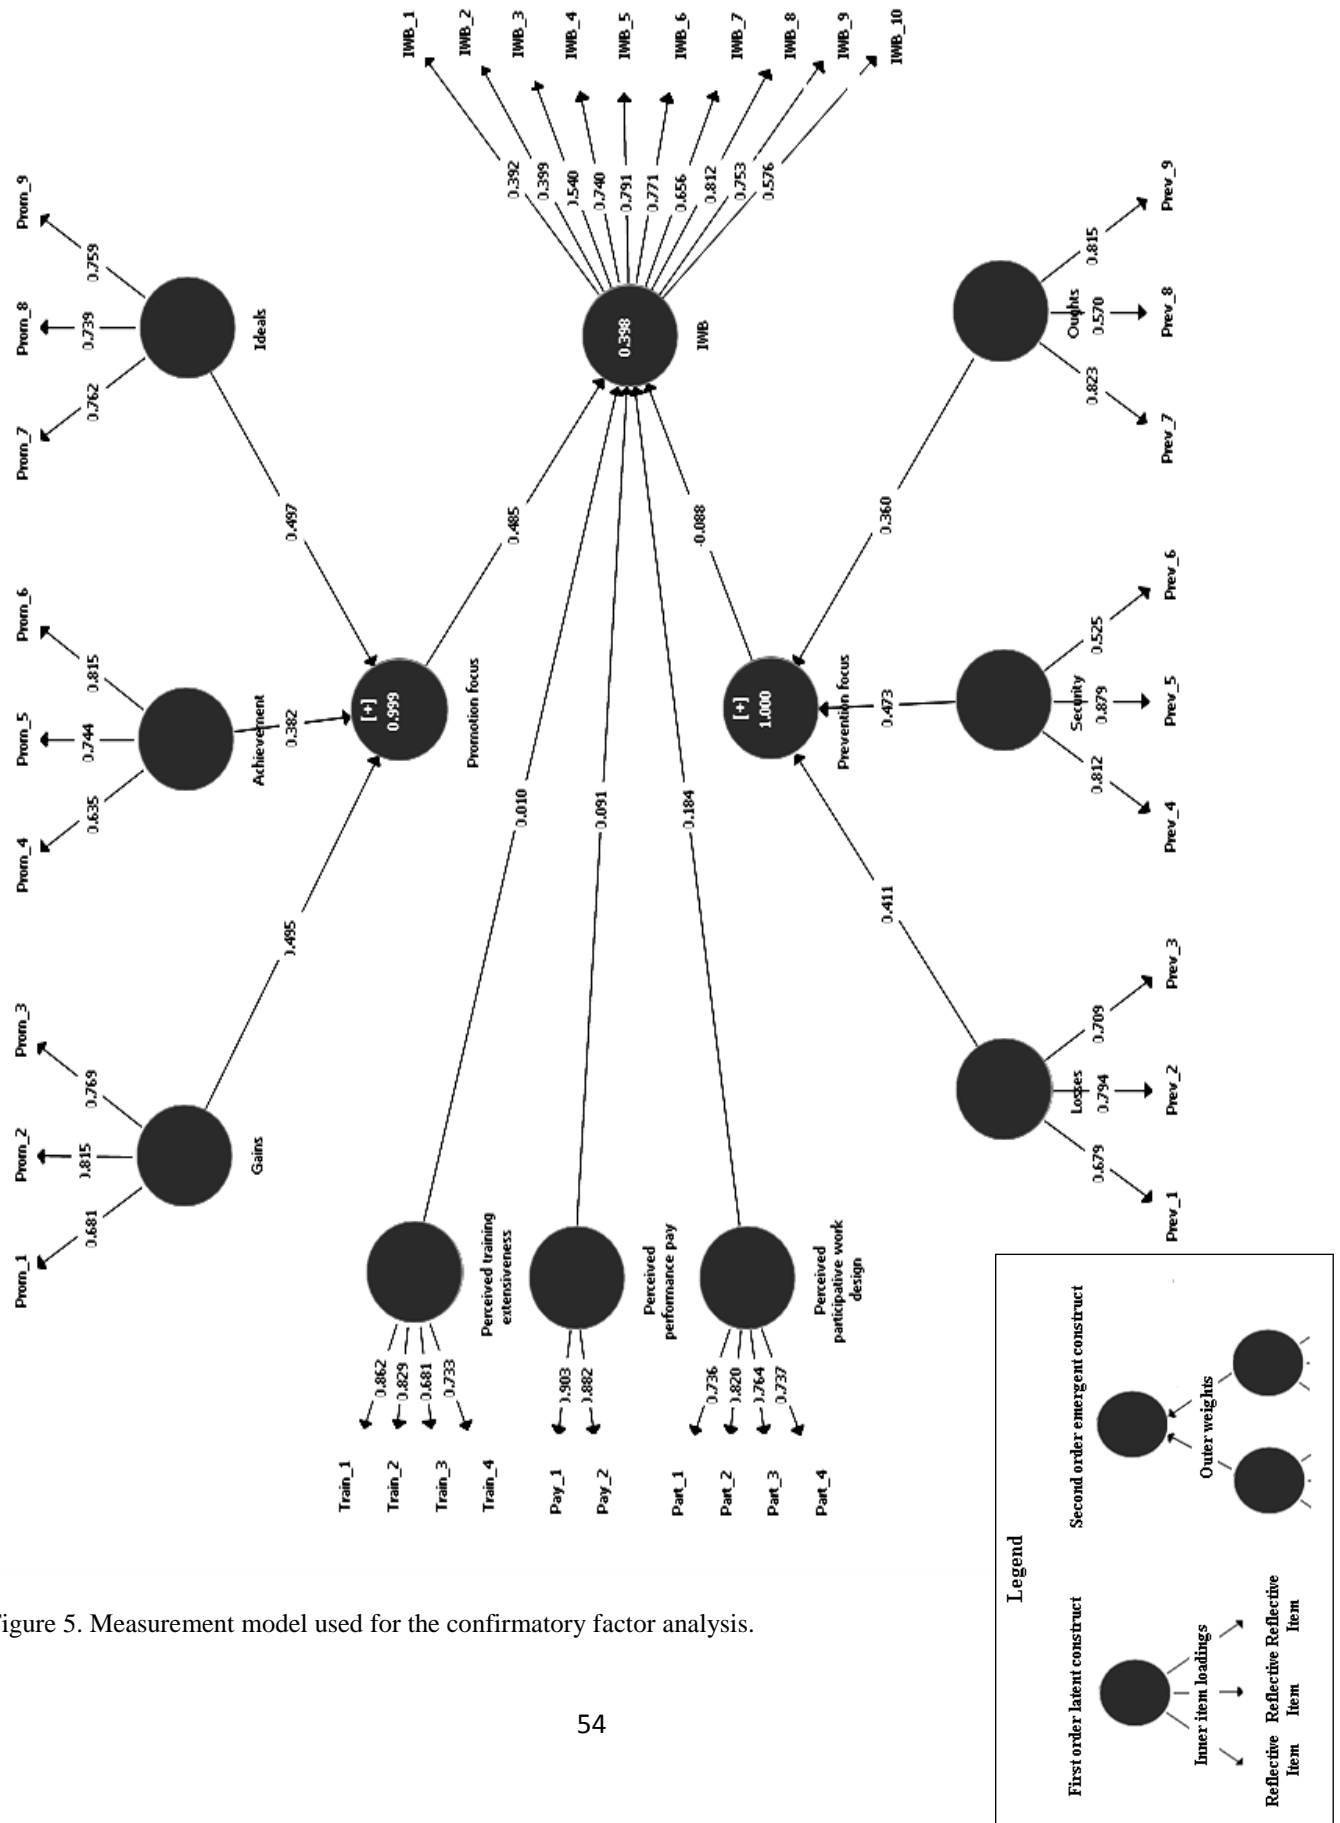 Prom_1
Prom_2
Prom_3
Prom_4
Prom_5
Prom_6
Prom_7
Prom_8
Prom_9
0.681
0.815
0.769
0.635
0.744
0.815
0.762
0.739
0.759
Gains
Achievement
Ideals
0.495
0.382
0.497
[+]
0.999
Promotion focus
0.485
Train_1
Train_2
Train_3
Train_4
0.862
0.829
0.681
0.733
Perceived training
extensiveness
0.010
Pay_1
Pay_2
0.903
0.882
Perceived
performance pay
0.091
Part_1
Part_2
Part_3
Part_4
0.736
0.820
0.764
0.737
Perceived
participative work
design
0.184
0.398
IWB
0.392
0.399
0.540
0.740
0.791
0.771
0.656
0.812
0.753
0.576
IWB_1
IWB_2
IWB_3
IWB_4
IWB_5
IWB_6
IWB_7
IWB_8
IWB_9
IWB_10
-0.088
[+]
1.000
Prevention focus
0.411
0.473
0.360
Losses
Security
Oughts
0.679
0.794
0.709
0.812
0.879
0.525
0.823
0.570
0.815
Prev_1
Prev_2
Prev_3
Prev_4
Prev_5
Prev_6
Prev_7
Prev_8
Prev_9
Legend
First order latent construct
Inner item loadings
Reflective Reflective Reflective
Item Item Item
Second order emergent construct
Outer weights
igure 5. Measurement model used for the confirmatory factor analysis.
54